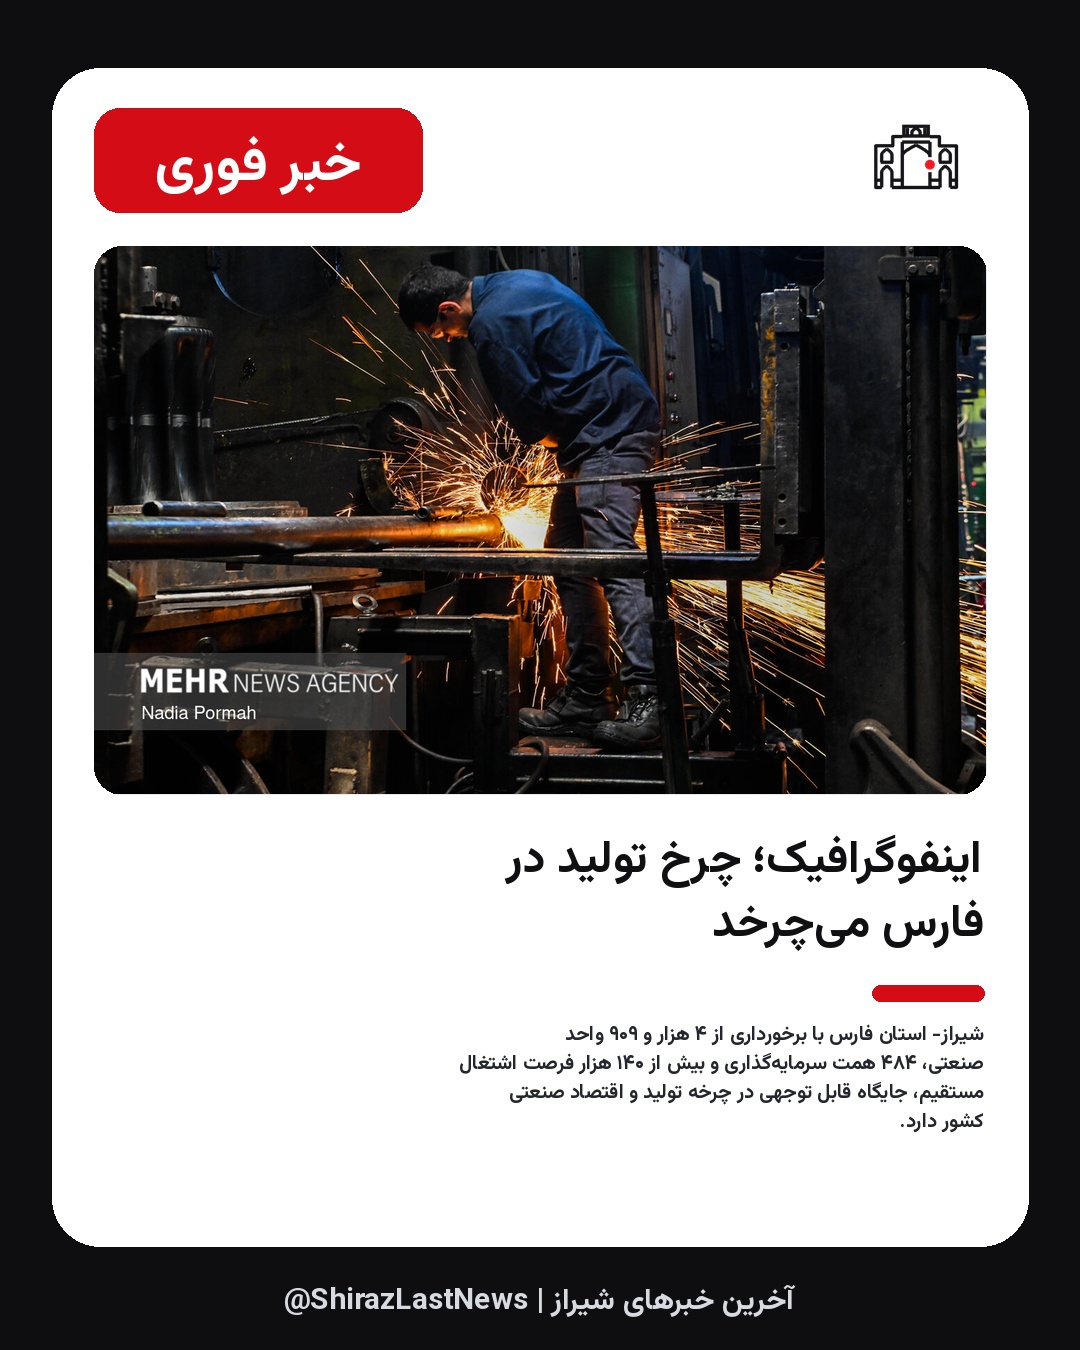 خبر فوری
MEHR NEWS AGENCY
Nadia Pormah
اینفوگرافیک؛ چرخ تولید در
فارس می‌چرخد
شیراز- استان فارس با برخورداری از ۴ هزار و ۹۰۹ واحد
صنعتی، ۴۸۴ همت سرمایه‌گذاری و بیش از ۱۴۰ هزار فرصت اشتغال
مستقیم، جایگاه قابل توجهی در چرخه تولید و اقتصاد صنعتی
کشور دارد.
آخرین خبرهای شیراز | @ShirazLastNews